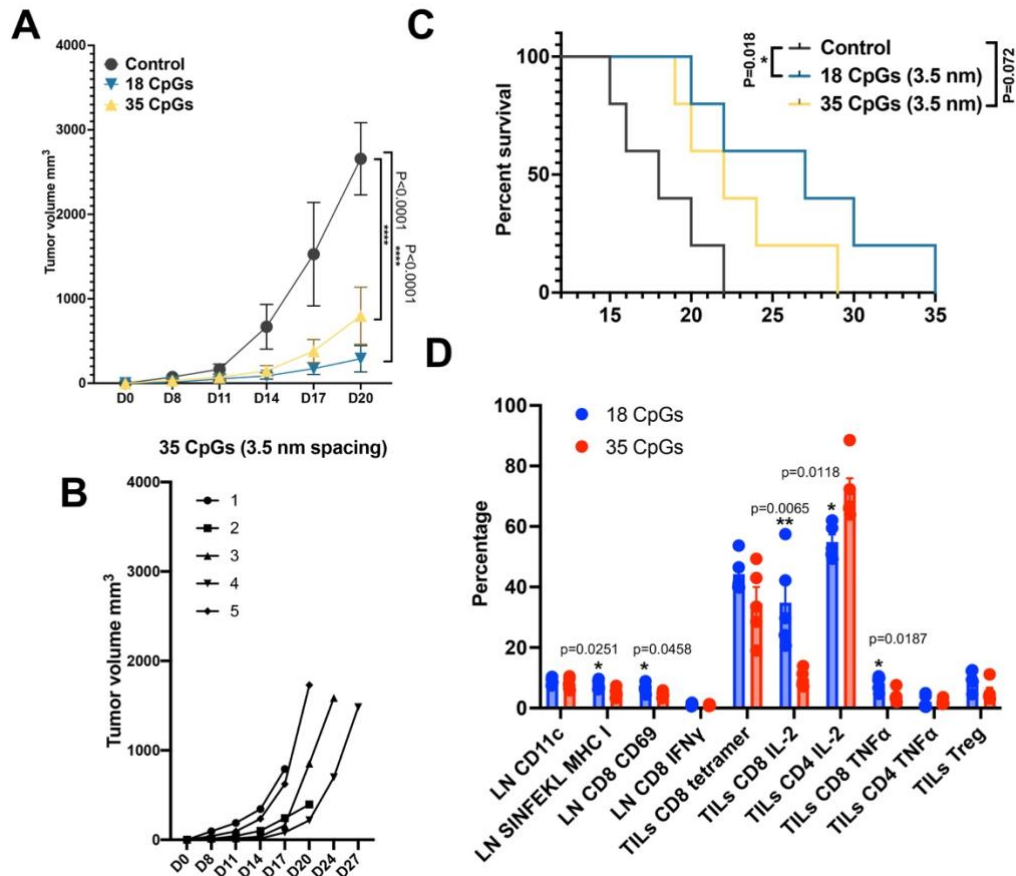 A
Tumor volume mm3
4000
3000
2000
1000
0
D0
D8
D11
D14
D17
D20
Control
18 CpGs
35 CpGs
P<0.0001
****
****
P<0.0001
C
Percent survival
100
50
0
15
20
25
30
35
P=0.018
*
Control
18 CpGs (3.5 nm)
35 CpGs (3.5 nm)
P=0.072
35 CpGs (3.5 nm spacing)
B
Tumor volume mm3
4000
3000
2000
1000
0
D0
D8
D11
D14
D17
D20
D24
D27
1
2
3
4
5
D
Percentage
100
80
60
40
20
0
18 CpGs
35 CpGs
p=0.0251
*
p=0.0458
*
p=0.0065
**
p=0.0118
*
p=0.0187
*
LN CD11c
LN SINFEKL MHC I
LN CD8 CD69
LN CD8 IFNγ
TILs CD8 tetramer
TILs CD8 IL-2
TILs CD4 IL-2
TILs CD8 TNFα
TILs CD4 TNFα
TILs Treg